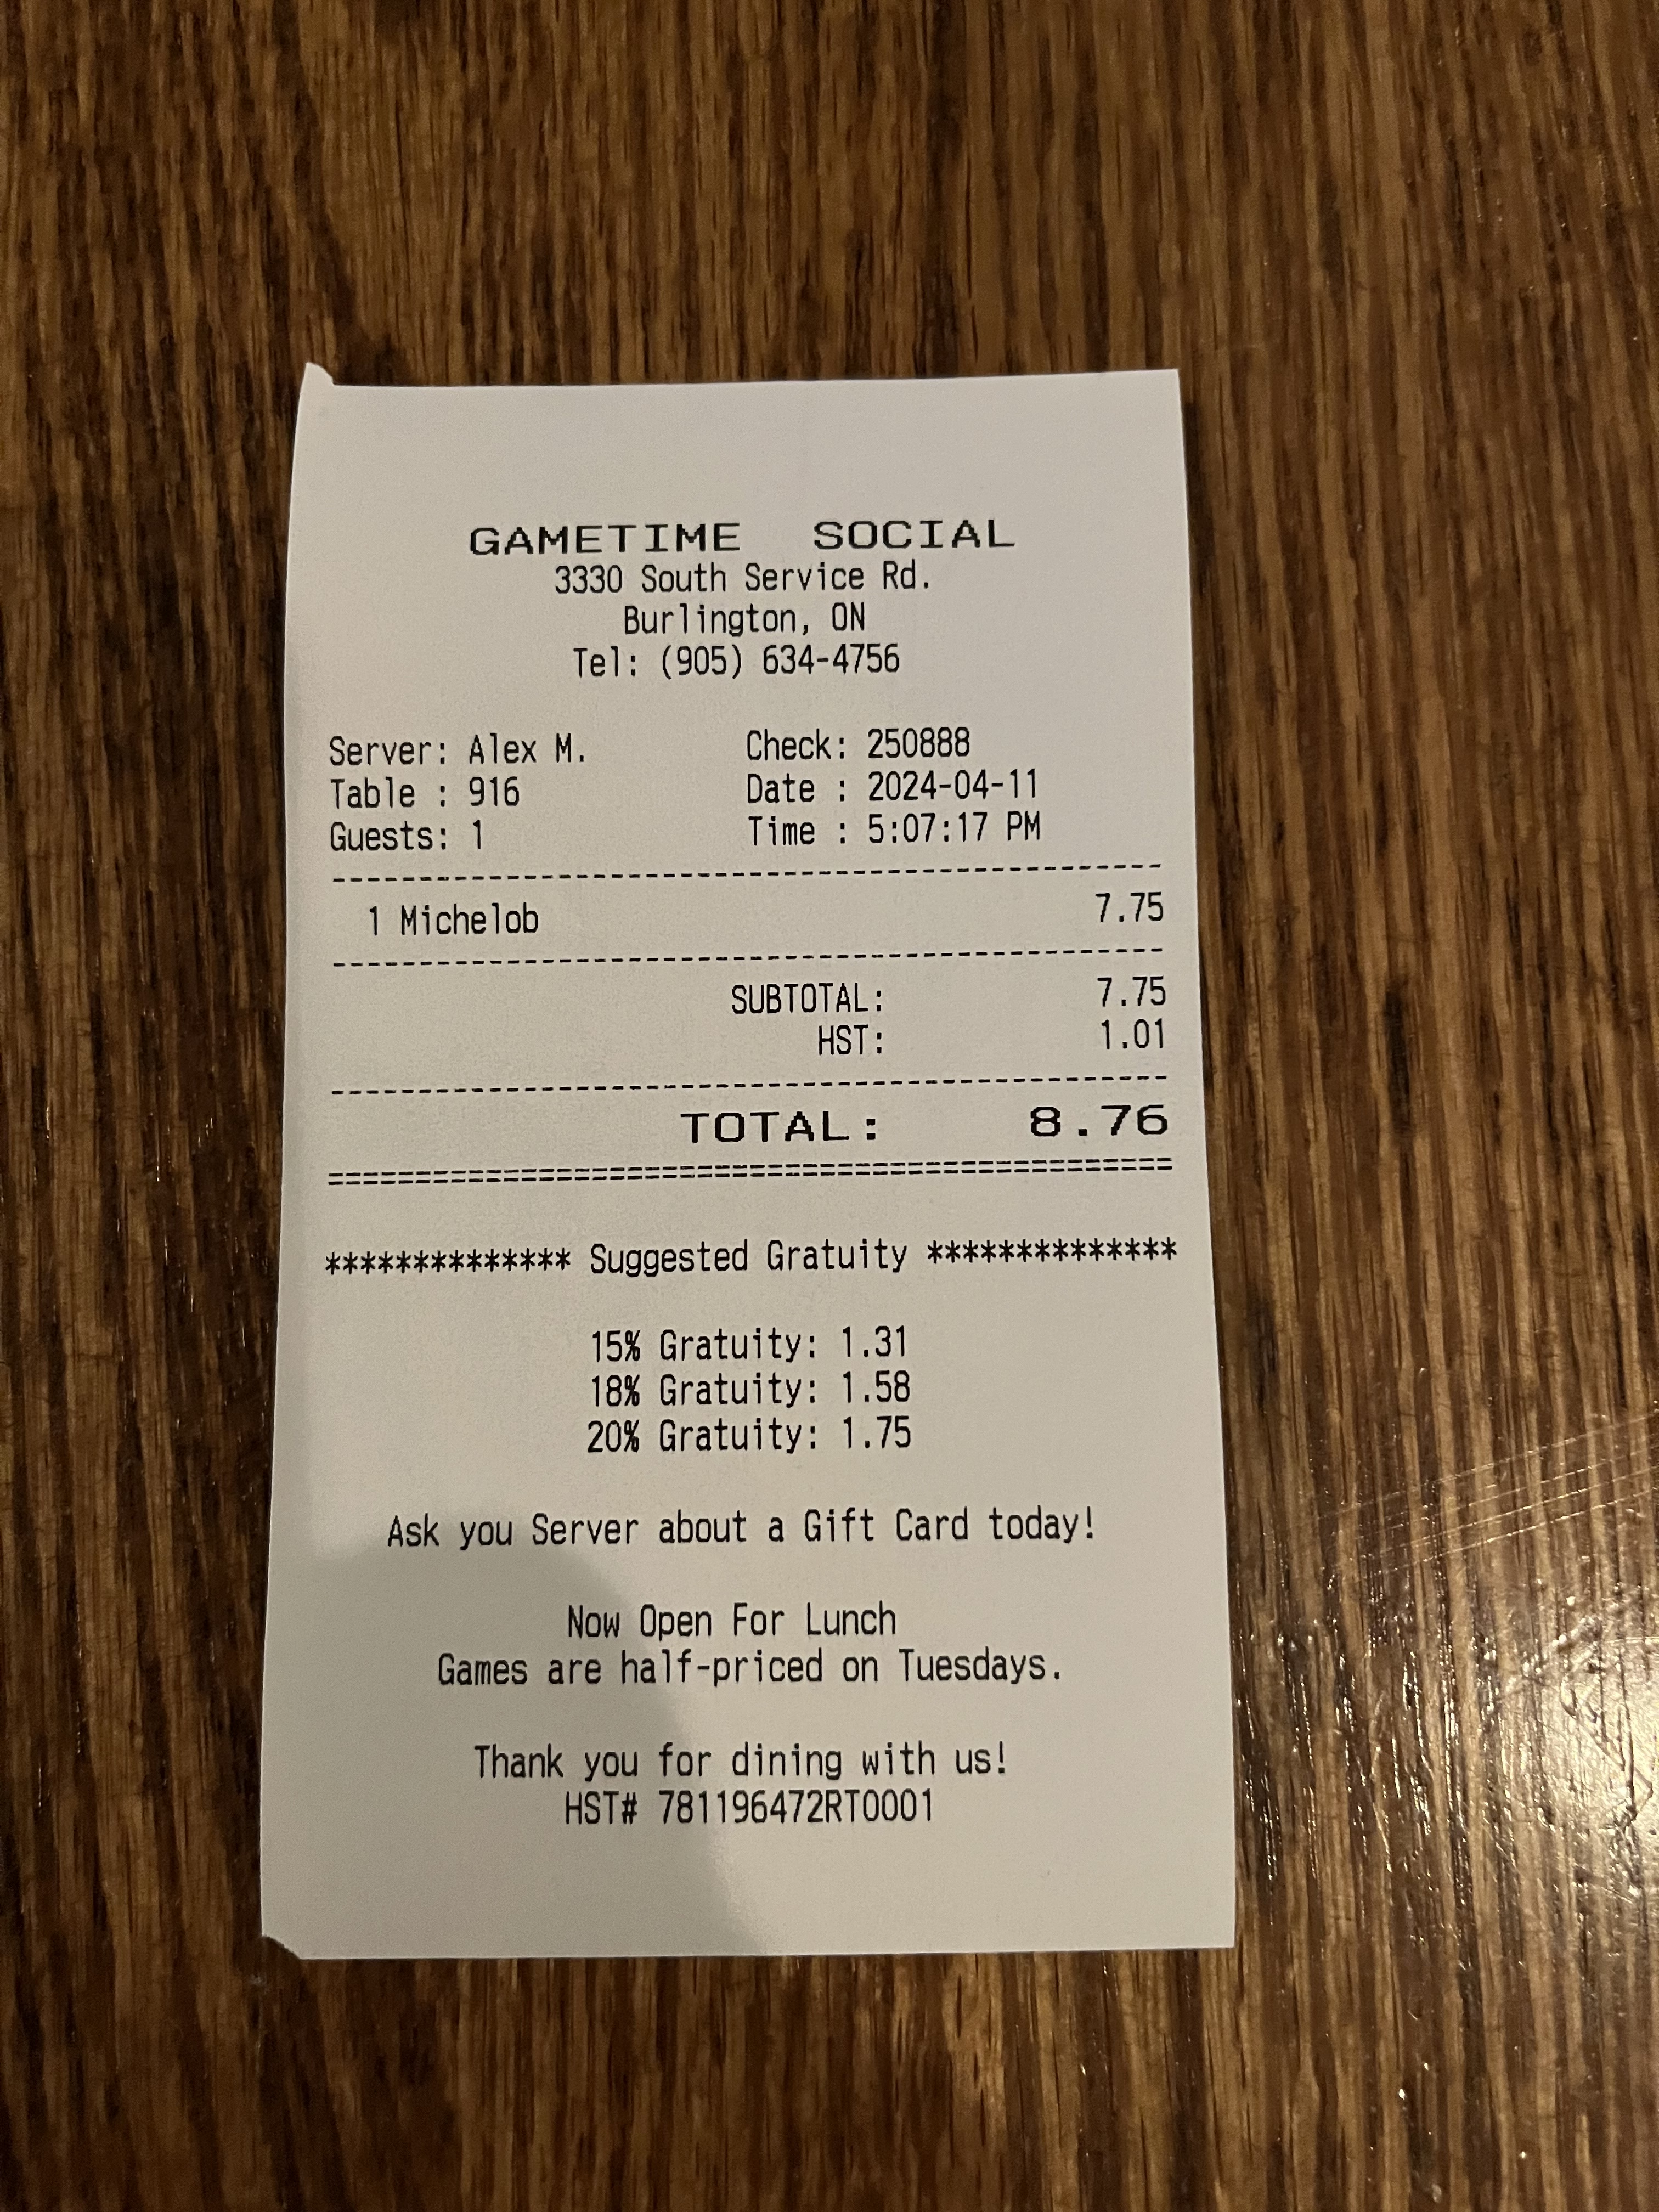 GAMETIME SOCIAL
3330 South Service Rd.
Burlington, ON
Tel: (905) 634-4756
Server: Alex M. Check: 250888
Table : 916 Date : 2024-04-11
Guests: 1 Time : 5:07:17 PM
------------------------------------------------
1 Michelob 7.75
------------------------------------------------
SUBTOTAL: 7.75
HST: 1.01
------------------------------------------------
TOTAL: 8.76
================================================
************** Suggested Gratuity **************
15% Gratuity: 1.31
18% Gratuity: 1.58
20% Gratuity: 1.75
Ask you Server about a Gift Card today!
Now Open For Lunch
Games are half-priced on Tuesdays.
Thank you for dining with us!
HST# 781196472RT0001